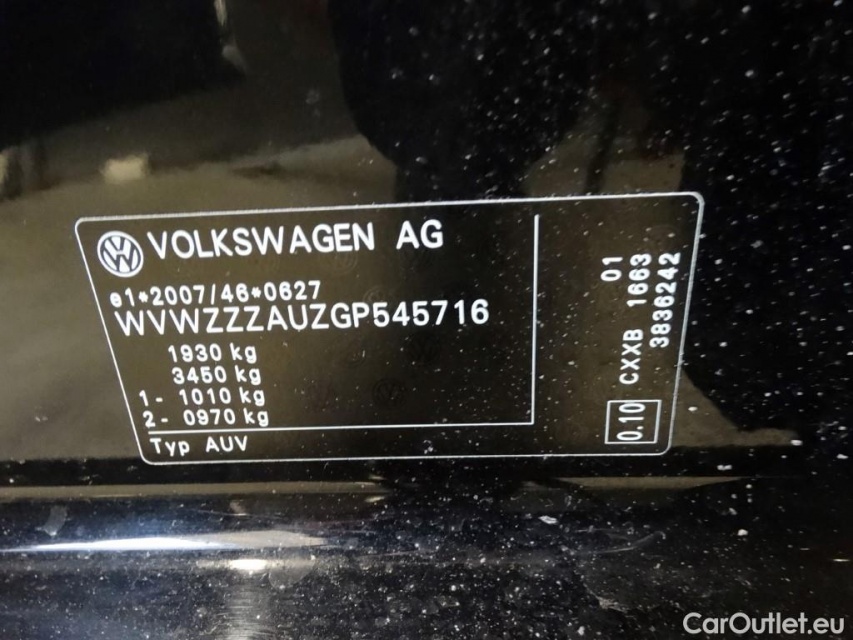 VOLKSWAGEN AG
e1*2007/46*0627
WVWZZZAUZGP545716
1930 kg
3450 kg
1- 1010 kg
2- 0970 kg
Typ AUV
01
CXXB 1663
3836242
0.10
CarOutlet.eu